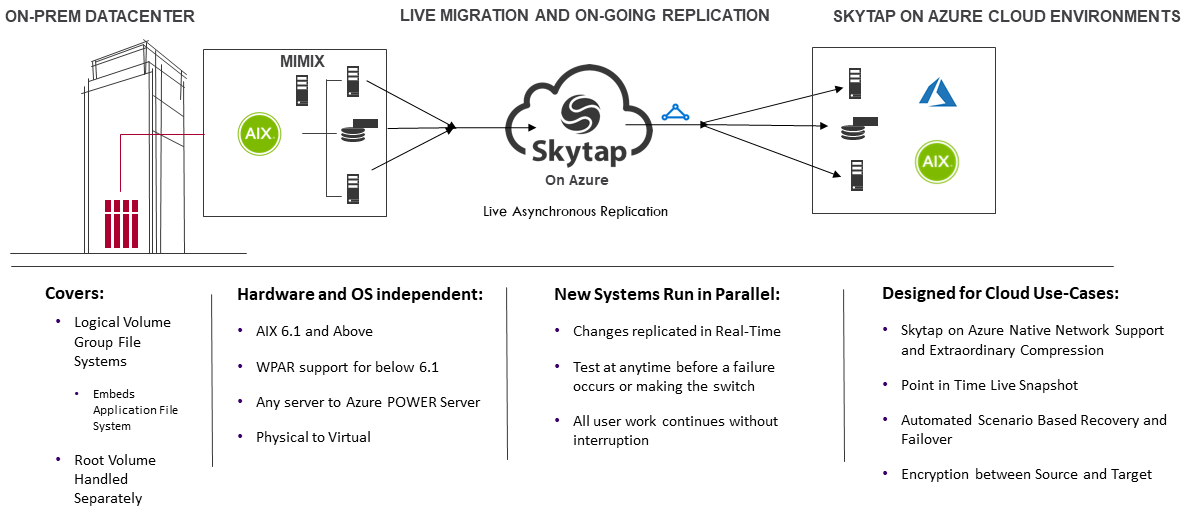 ON-PREM DATACENTER
LIVE MIGRATION AND ON-GOING REPLICATION
SKYTAP ON AZURE CLOUD ENVIRONMENTS
MIMIX
AIX
Skytap
On Azure
Live Asynchronous Replication
AIX
Covers:
• Logical Volume
Group File
Systems
• Embeds
Application File
System
• Root Volume
Handled
Separately
Hardware and OS independent:
• AIX 6.1 and Above
• WPAR support for below 6.1
• Any server to Azure POWER Server
• Physical to Virtual
New Systems Run in Parallel:
• Changes replicated in Real-Time
• Test at anytime before a failure
occurs or making the switch
• All user work continues without
interruption
Designed for Cloud Use-Cases:
• Skytap on Azure Native Network Support
and Extraordinary Compression
• Point in Time Live Snapshot
• Automated Scenario Based Recovery and
Failover
• Encryption between Source and Target